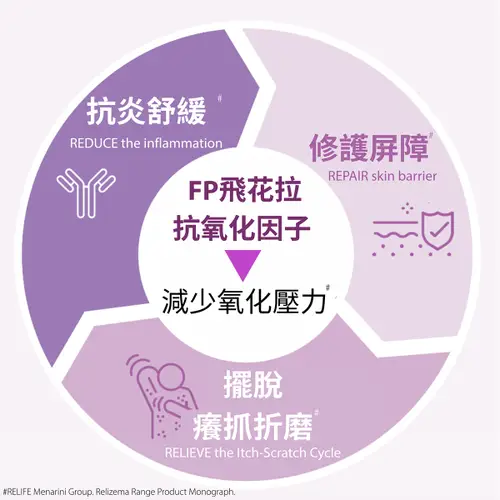 抗炎舒緩#
REDUCE the inflammation
修護屏障#
REPAIR skin barrier
FP飛花拉
抗氧化因子
減少氧化壓力#
擺脫
癢抓折磨#
RELIEVE the Itch-Scratch Cycle
#RELIFE Menarini Group, Relizema Range Product Monograph.